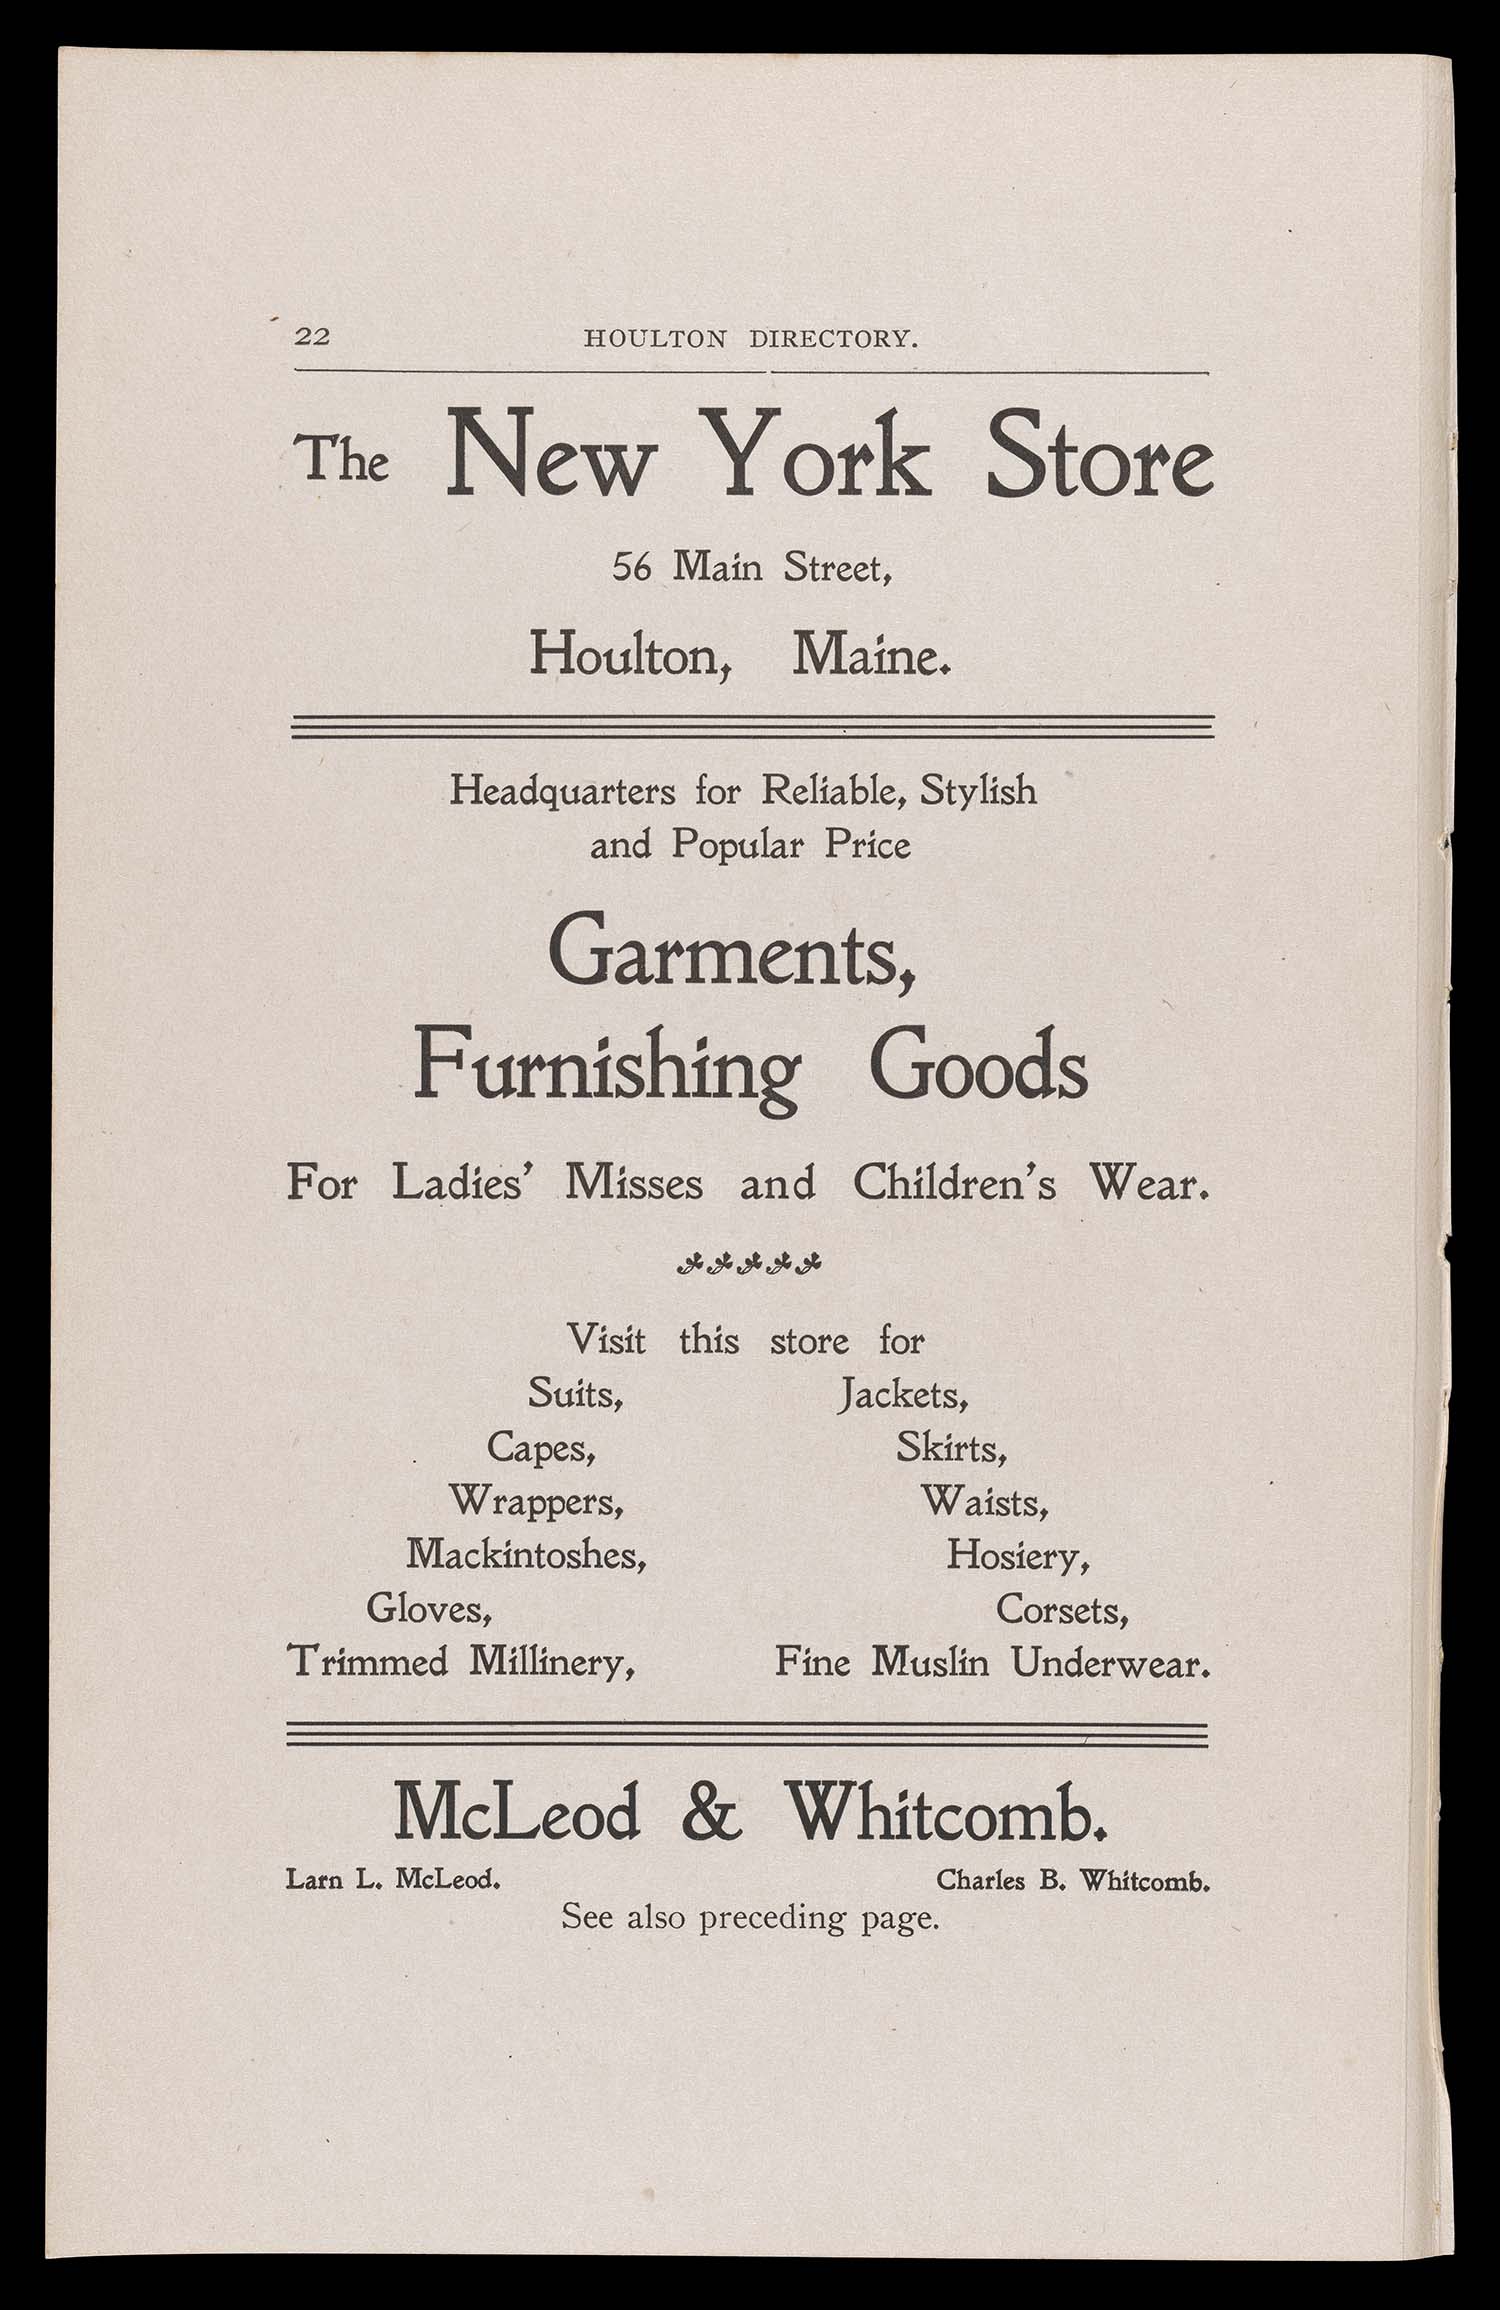 22 HOULTON DIRECTORY.
The New York Store
56 Main Street,
Houlton, Maine.
Headquarters for Reliable, Stylish
and Popular Price
Garments,
Furnishing Goods
For Ladies' Misses and Children's Wear.
Visit this store for
Suits, Jackets,
Capes, Skirts,
Wrappers, Waists,
Mackintoshes, Hosiery,
Gloves, Corsets,
Trimmed Millinery, Fine Muslin Underwear.
McLeod & Whitcomb.
Larn L. McLeod. Charles B. Whitcomb.
See also preceding page.